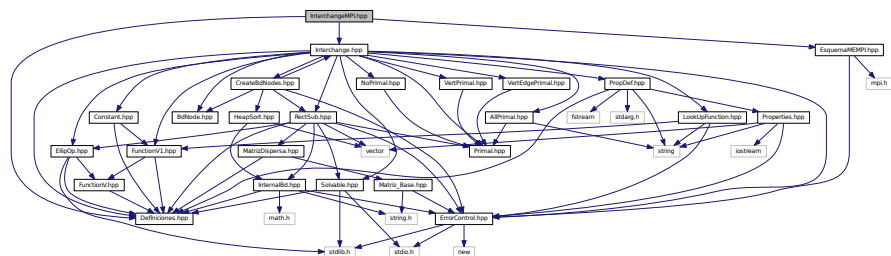 InterchangeMPI.hpp
Interchange.hpp
EsquemaMEMPI.hpp
CreateBdNodes.hpp
NoPrimal.hpp
VertPrimal.hpp
VertEdgePrimal.hpp
PropDef.hpp
mpi.h
Constant.hpp
BdNode.hpp
HeapSort.hpp
RectSub.hpp
AllPrimal.hpp
fstream
stdarg.h
LookUpFunction.hpp
Properties.hpp
EllipOp.hpp
FunctionV1.hpp
MatrizDispersa.hpp
vector
Primal.hpp
string
iostream
FunctionV.hpp
InternalBd.hpp
Solvable.hpp
Matriz_Base.hpp
Definiciones.hpp
math.h
string.h
ErrorControl.hpp
stdlib.h
stdio.h
new